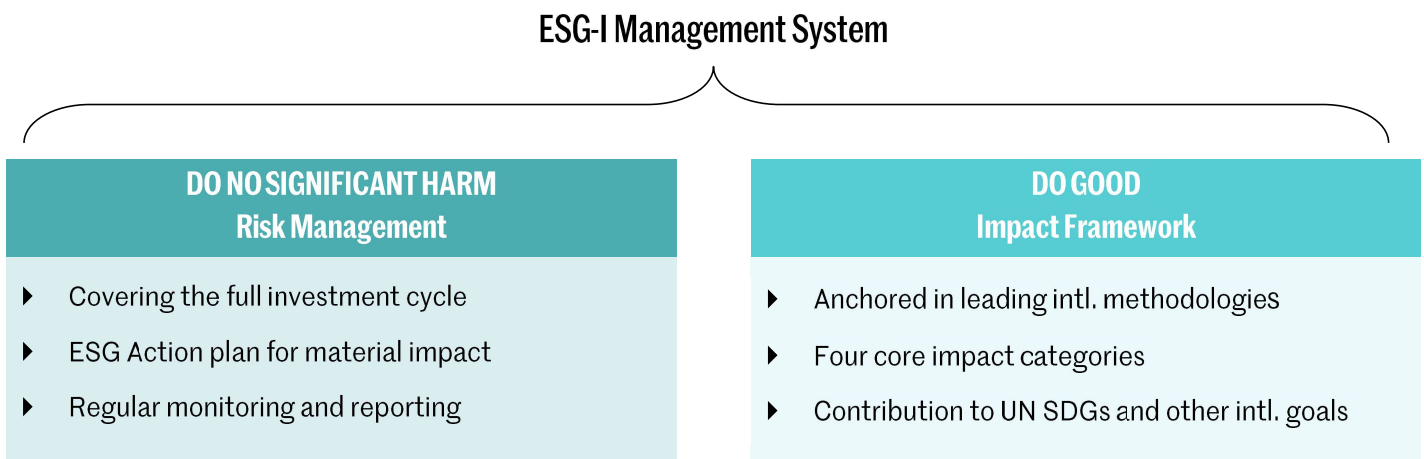 ESG-I Management System
DO NO SIGNIFICANT HARM
Risk Management
Covering the full investment cycle
ESG Action plan for material impact
Regular monitoring and reporting
DO GOOD
Impact Framework
Anchored in leading intl. methodologies
Four core impact categories
Contribution to UN SDGs and other intl. goals